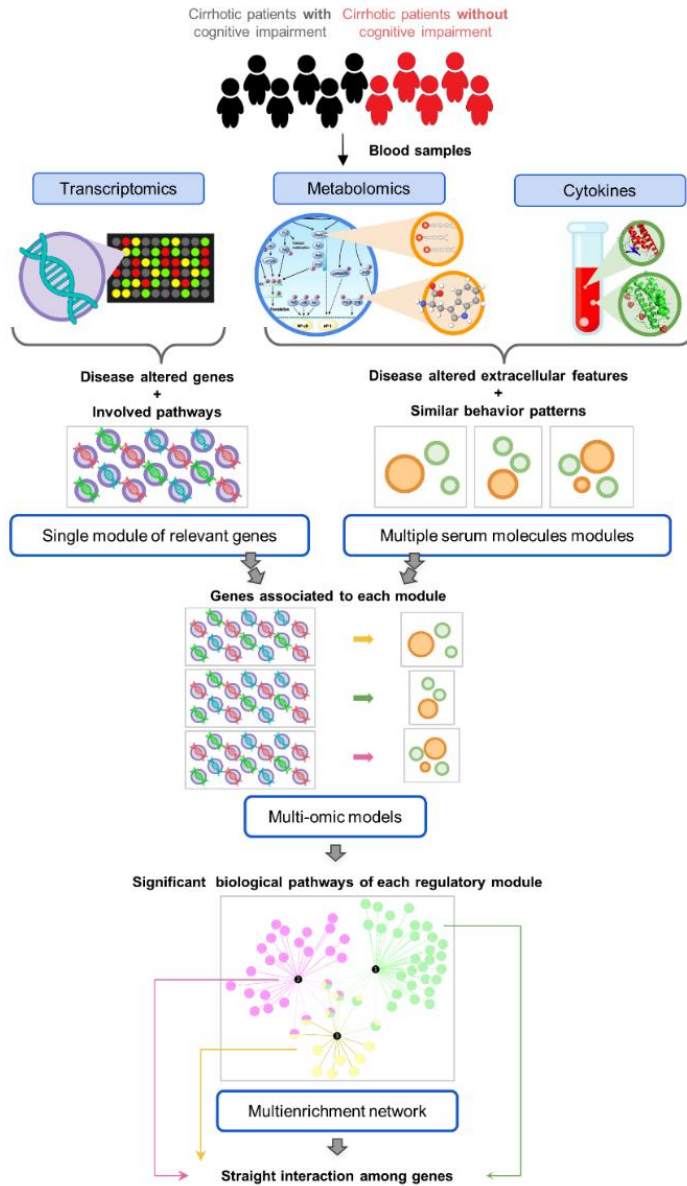 Cirrhotic patients with
cognitive impairment
Cirrhotic patients without
cognitive impairment
Blood samples
Transcriptomics
Metabolomics
Cytokines
Disease altered genes
+
Involved pathways
Disease altered extracellular features
+
Similar behavior patterns
Single module of relevant genes
Multiple serum molecules modules
Genes associated to each module
Multi-omic models
Significant biological pathways of each regulatory module
Multienrichment network
Straight interaction among genes